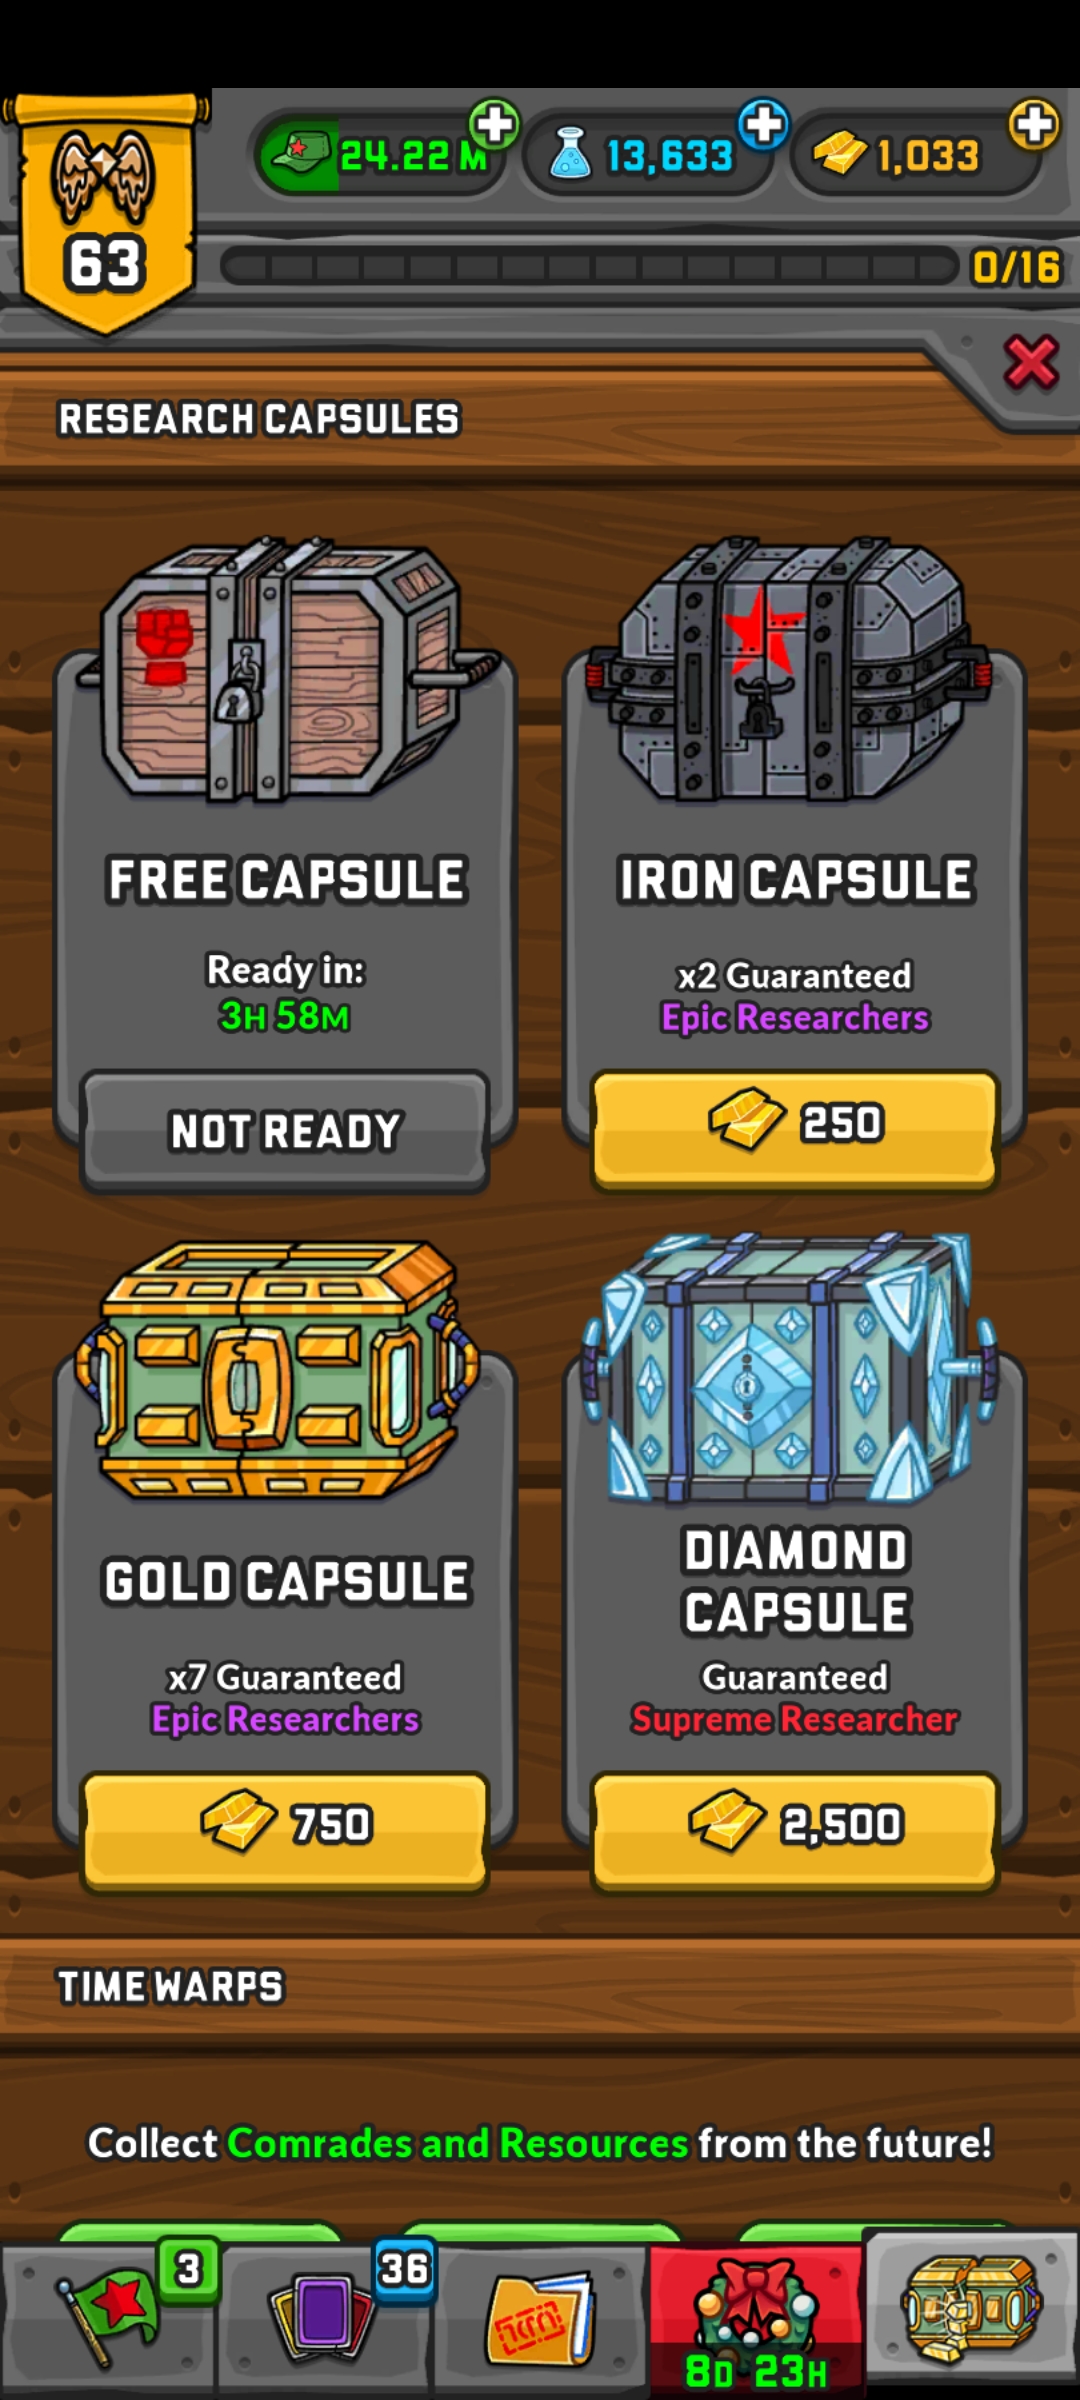 24.22 M
13,633
1,033
63
0/16
RESEARCH CAPSULES
FREE CAPSULE
Ready in:
3H 58M
NOT READY
IRON CAPSULE
x2 Guaranteed
Epic Researchers
250
GOLD CAPSULE
x7 Guaranteed
Epic Researchers
750
DIAMOND
CAPSULE
Guaranteed
Supreme Researcher
2,500
TIME WARPS
Collect Comrades and Resources from the future!
3
36
8D 23H